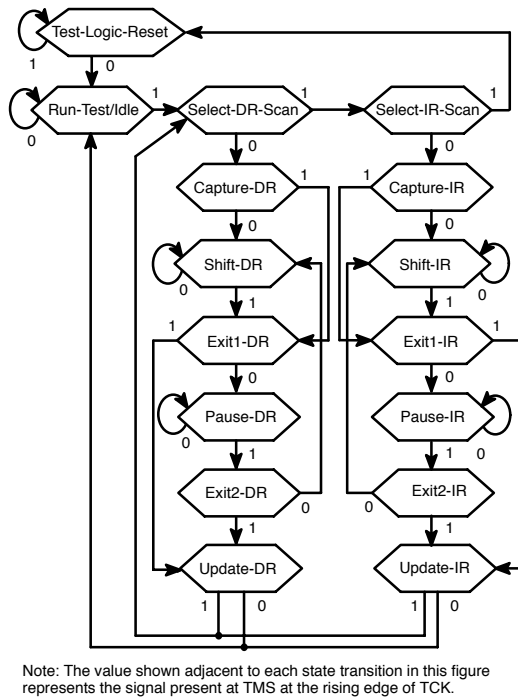 Test-Logic-Reset
1
0
Run-Test/Idle
1
Select-DR-Scan
1
Select-IR-Scan
1
0
0
0
Capture-DR
1
1
Capture-IR
0
0
Shift-DR
Shift-IR
0
0
1
1
1
Exit1-DR
Exit1-IR
1
0
0
Pause-DR
Pause-IR
0
1
1
0
Exit2-DR
0
0
Exit2-IR
1
1
Update-DR
Update-IR
1
0
1
0
Note: The value shown adjacent to each state transition in this figure
represents the signal present at TMS at the rising edge of TCK.